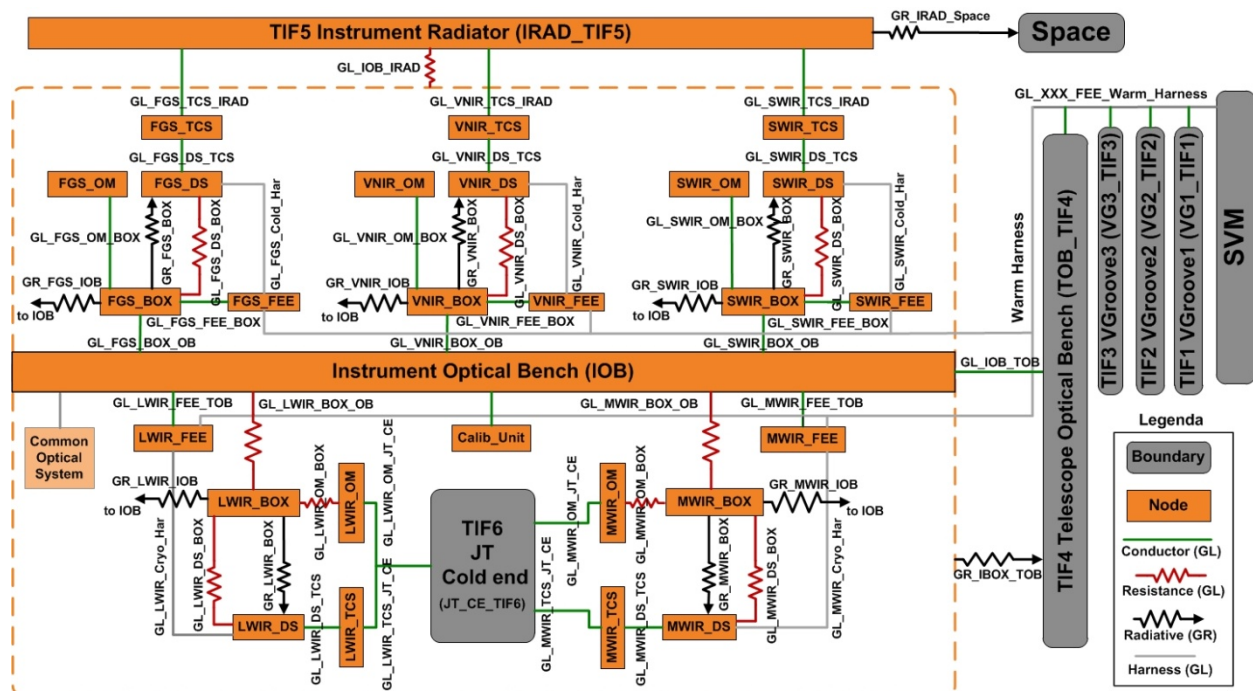 TIF5 Instrument Radiator (IRAD_TIF5)
GR_IRAD_Space
Space
GL_IOB_IRAD
GL_FGS_TCS_IRAD
GL_VNIR_TCS_IRAD
GL_SWIR_TCS_IRAD
GL_XXX_FEE_Warm_Harness
FGS_TCS
VNIR_TCS
SWIR_TCS
GL_FGS_DS_TCS
GL_VNIR_DS_TCS
GL_SWIR_DS_TCS
FGS_OM
FGS_DS
VNIR_OM
VNIR_DS
SWIR_OM
SWIR_DS
GL_FGS_OM_BOX
GR_FGS_BOX
GL_FGS_DS_BOX
GL_FGS_Cold_Har
GL_VNIR_OM_BOX
GR_VNIR_BOX
GL_VNIR_DS_BOX
GL_VNIR_Cold_Har
GL_SWIR_OM_BOX
GR_SWIR_BOX
GL_SWIR_DS_BOX
GL_SWIR_Cold_Har
GR_FGS_IOB
to IOB
FGS_BOX
FGS_FEE
GR_VNIR_IOB
to IOB
VNIR_BOX
VNIR_FEE
GR_SWIR_IOB
to IOB
SWIR_BOX
SWIR_FEE
GL_FGS_FEE_BOX
GL_VNIR_FEE_BOX
GL_SWIR_FEE_BOX
GL_FGS_BOX_OB
GL_VNIR_BOX_OB
GL_SWIR_BOX_OB
Warm Harness
TIF4 Telescope Optical Bench (TOB_TIF4)
TIF3 VGroove3 (VG3_TIF3)
TIF2 VGroove2 (VG2_TIF2)
TIF1 VGroove1 (VG1_TIF1)
SVM
Instrument Optical Bench (IOB)
GL_IOB_TOB
GL_LWIR_FEE_TOB
GL_LWIR_BOX_OB
GL_MWIR_BOX_OB
GL_MWIR_FEE_TOB
Common
Optical
System
LWIR_FEE
Calib_Unit
MWIR_FEE
GR_LWIR_IOB
to IOB
LWIR_BOX
GL_LWIR_OM_BOX
LWIR_OM
GL_LWIR_OM_JT_CE
GL_LWIR_Cryo_Har
GL_LWIR_DS_BOX
GR_LWIR_BOX
LWIR_DS
GL_LWIR_DS_TCS
LWIR_TCS
GL_LWIR_TCS_JT_CE
TIF6
JT
Cold end
(JT_CE_TIF6)
GL_MWIR_OM_JT_CE
MWIR_OM
GL_MWIR_OM_BOX
MWIR_BOX
GR_MWIR_IOB
to IOB
GL_MWIR_TCS_JT_CE
MWIR_TCS
GL_MWIR_DS_TCS
MWIR_DS
GR_MWIR_BOX
GL_MWIR_DS_BOX
GL_MWIR_Cryo_Har
GR_IBOX_TOB
Legenda
Boundary
Node
Conductor (GL)
Resistance (GL)
Radiative (GR)
Harness (GL)